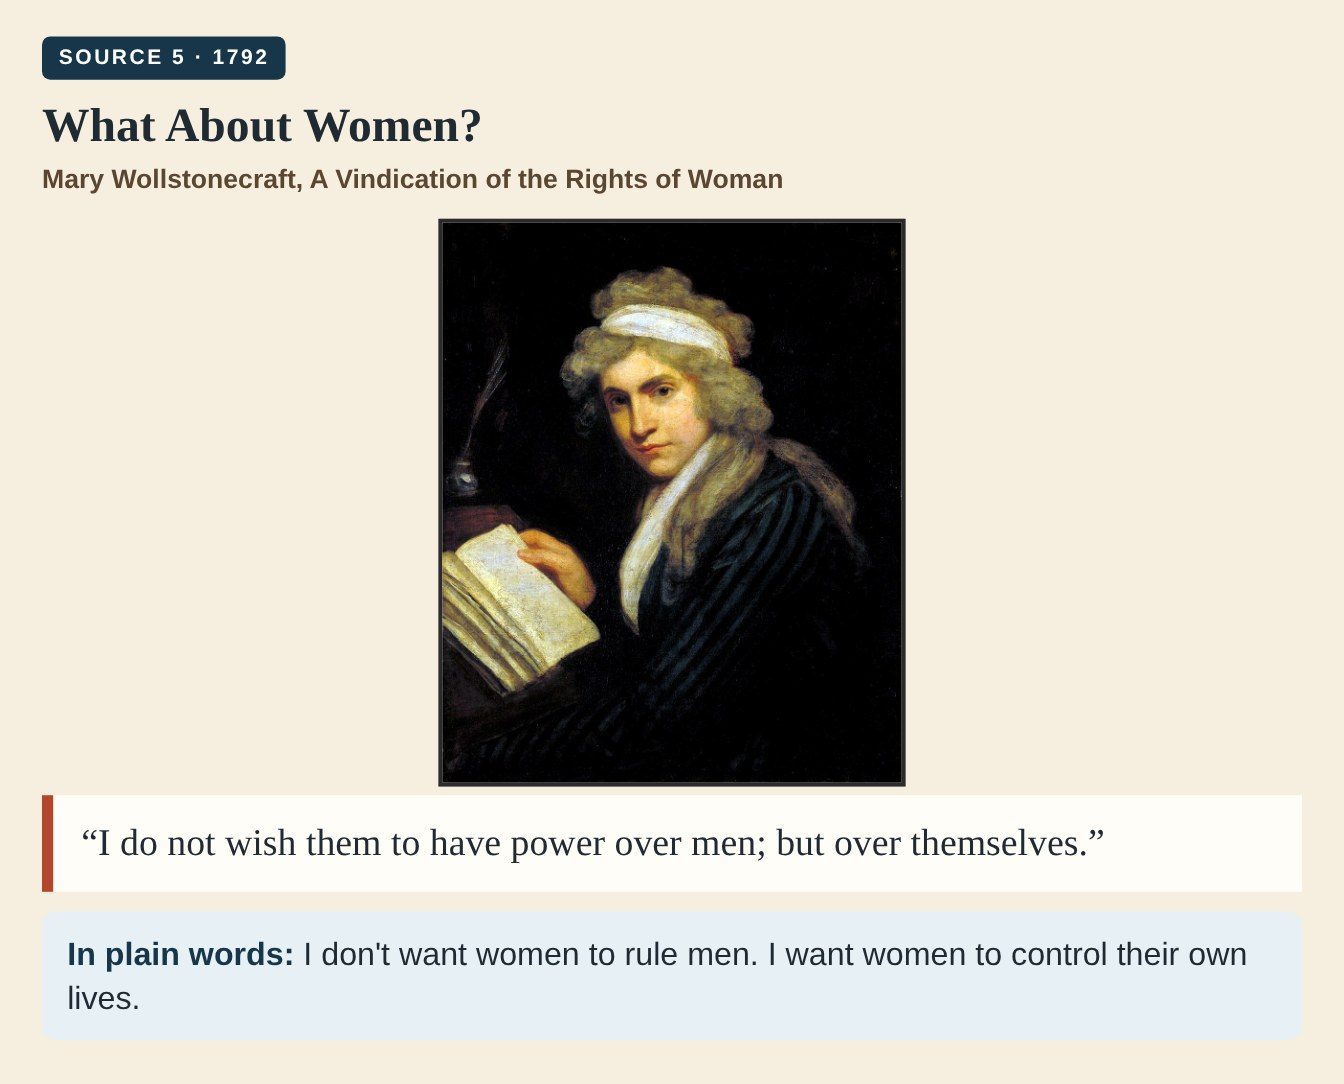 SOURCE 5 · 1792
What About Women?
Mary Wollstonecraft, A Vindication of the Rights of Woman
“I do not wish them to have power over men; but over themselves.”
In plain words: I don't want women to rule men. I want women to control their own
lives.